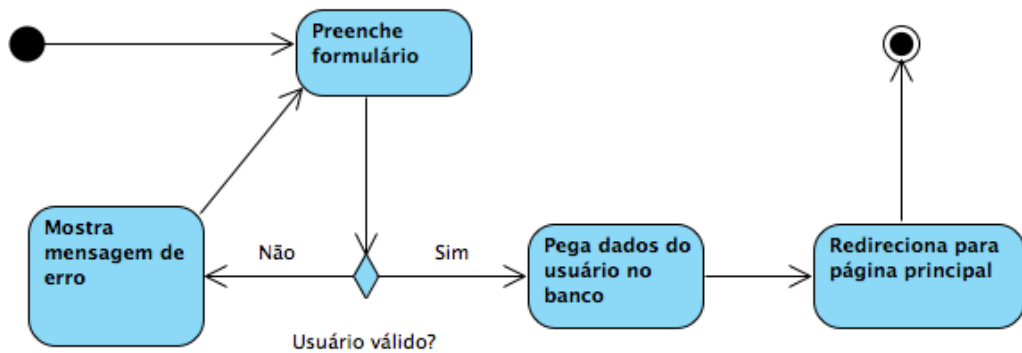 Preenche
formulário
Mostra
mensagem de
erro
Não
Sim
Usuário válido?
Pega dados do
usuário no
banco
Redireciona para
página principal